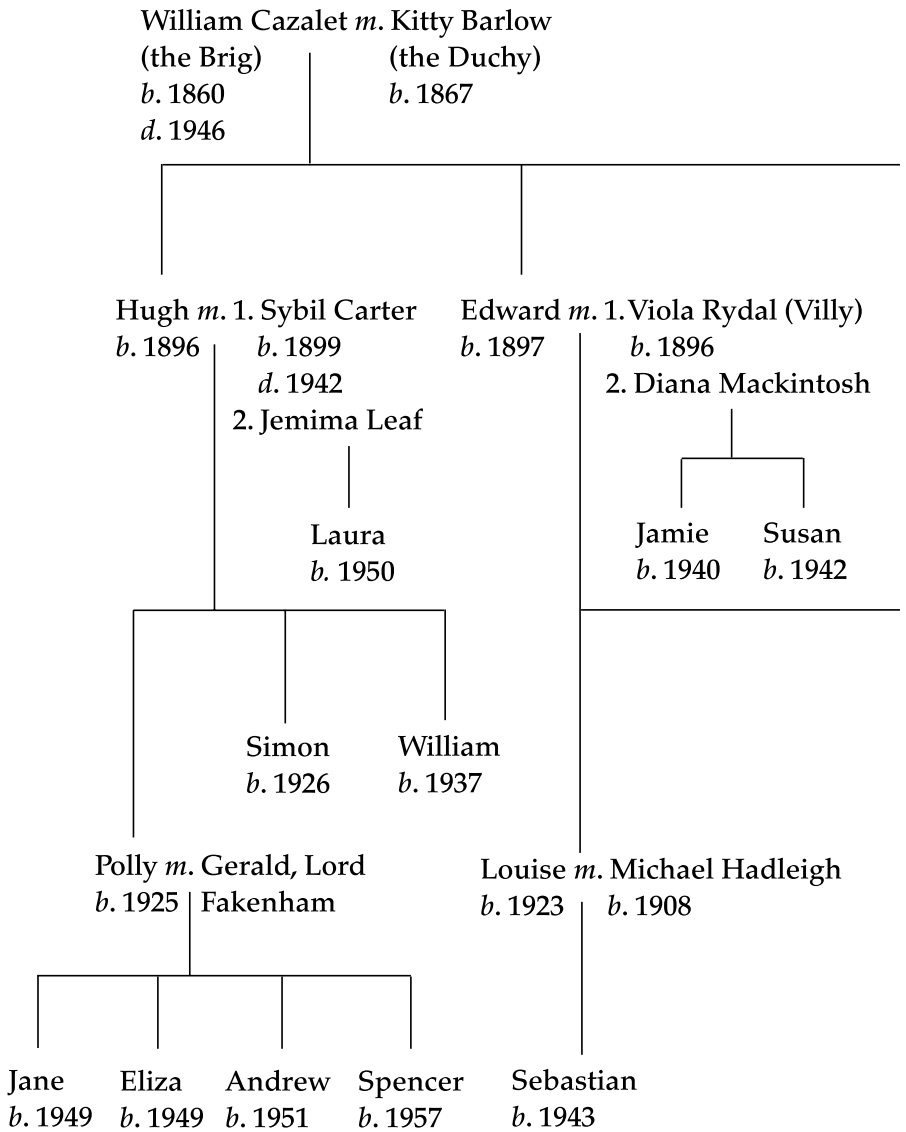 William Cazalet m. Kitty Barlow
(the Brig) (the Duchy)
b. 1860 b. 1867
d. 1946
Hugh m. 1. Sybil Carter
b. 1896 b. 1899
d. 1942
2. Jemima Leaf
Laura
b. 1950
Edward m. 1. Viola Rydal (Villy)
b. 1897 b. 1896
2. Diana Mackintosh
Jamie Susan
b. 1940 b. 1942
Simon William
b. 1926 b. 1937
Polly m. Gerald, Lord
b. 1925 Fakenham
Louise m. Michael Hadleigh
b. 1923 b. 1908
Jane Eliza Andrew Spencer Sebastian
b. 1949 b. 1949 b. 1951 b. 1957 b. 1943